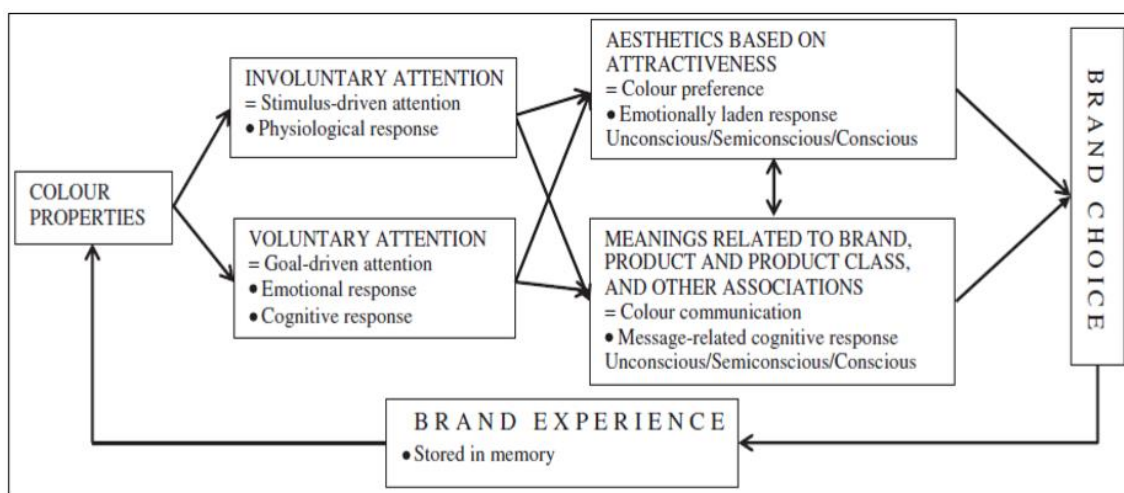 COLOUR
PROPERTIES
INVOLUNTARY ATTENTION
= Stimulus-driven attention
● Physiological response
VOLUNTARY ATTENTION
= Goal-driven attention
● Emotional response
● Cognitive response
AESTHETICS BASED ON
ATTRACTIVENESS
= Colour preference
● Emotionally laden response
Unconscious/Semiconscious/Conscious
MEANINGS RELATED TO BRAND,
PRODUCT AND PRODUCT CLASS,
AND OTHER ASSOCIATIONS
= Colour communication
● Message-related cognitive response
Unconscious/Semiconscious/Conscious
BRAND CHOICE
BRAND EXPERIENCE
● Stored in memory